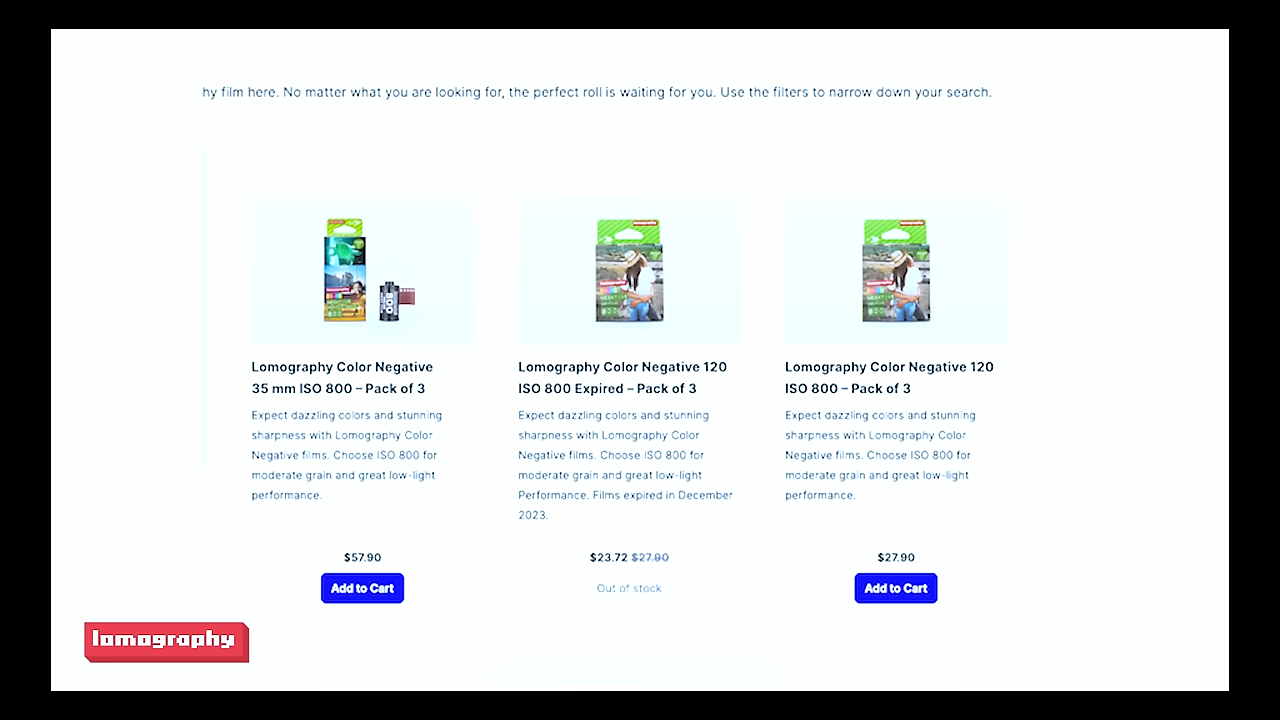 hy film here. No matter what you are looking for, the perfect roll is waiting for you. Use the filters to narrow down your search.
Lomography Color Negative
35 mm ISO 800 – Pack of 3
Expect dazzling colors and stunning
sharpness with Lomography Color
Negative films. Choose ISO 800 for
moderate grain and great low-light
performance.
$57.90
Add to Cart
Lomography Color Negative 120
ISO 800 Expired – Pack of 3
Expect dazzling colors and stunning
sharpness with Lomography Color
Negative films. Choose ISO 800 for
moderate grain and great low-light
Performance. Films expired in December
2023.
$23.72 $27.90
Out of stock
Lomography Color Negative 120
ISO 800 – Pack of 3
Expect dazzling colors and stunning
sharpness with Lomography Color
Negative films. Choose ISO 800 for
moderate grain and great low-light
performance.
$27.90
Add to Cart
lomography